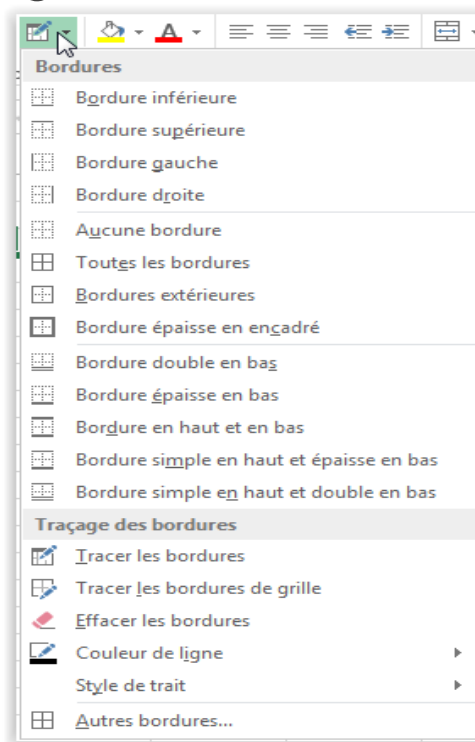 Bordures
Bordure inférieure
Bordure supérieure
Bordure gauche
Bordure droite
Aucune bordure
Toutes les bordures
Bordures extérieures
Bordure épaisse en encadré
Bordure double en bas
Bordure épaisse en bas
Bordure en haut et en bas
Bordure simple en haut et épaisse en bas
Bordure simple en haut et double en bas
Traçage des bordures
Tracer les bordures
Tracer les bordures de grille
Effacer les bordures
Couleur de ligne
Style de trait
Autres bordures...